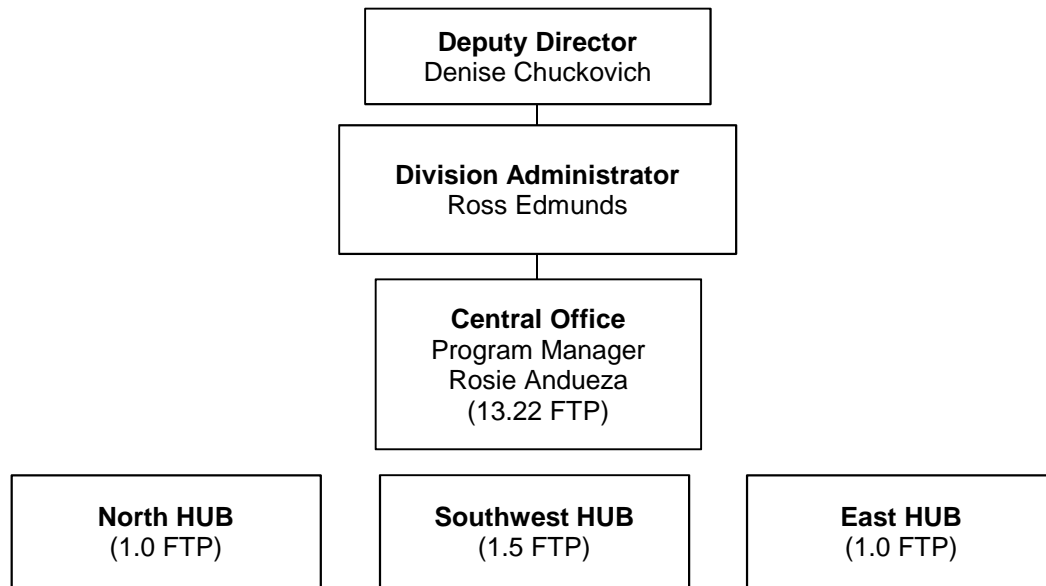 Deputy Director
Denise Chuckovich
Division Administrator
Ross Edmunds
Central Office
Program Manager
Rosie Andueza
(13.22 FTP)
North HUB
(1.0 FTP)
Southwest HUB
(1.5 FTP)
East HUB
(1.0 FTP)